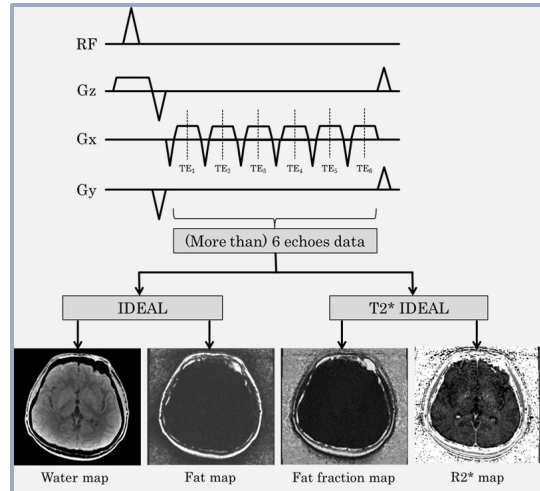 RF
Gz
Gx
TE₁ TE₂ TE₃ TE₄ TE₅ TE₆
Gy
(More than) 6 echoes data
IDEAL
T2* IDEAL
Water map
Fat map
Fat fraction map
R2* map